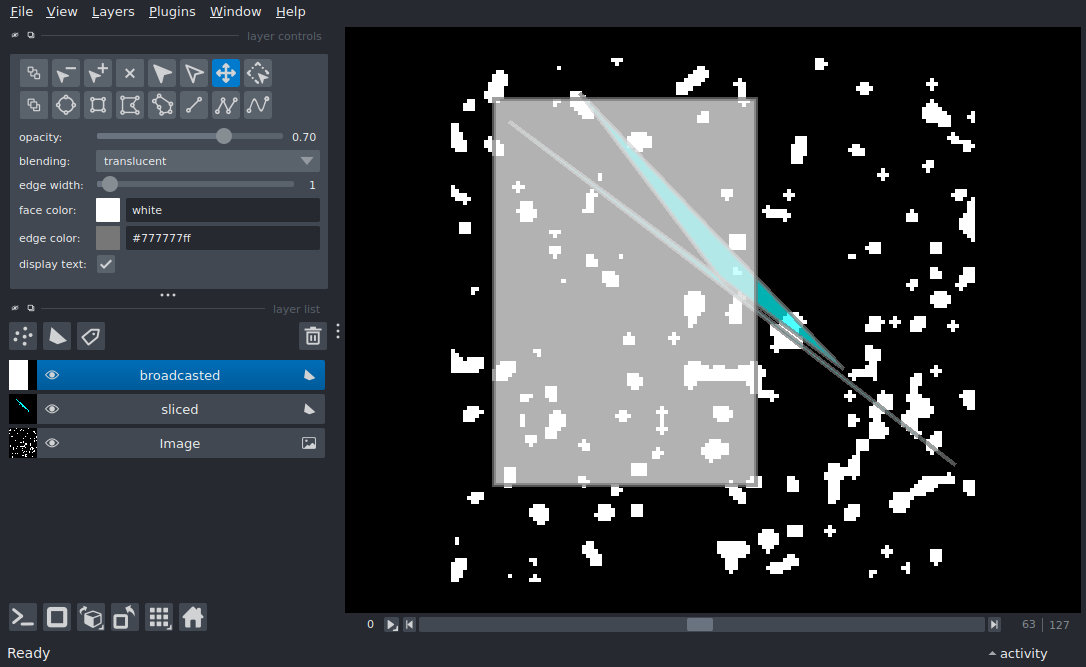 File View Layers Plugins Window Help
layer controls
opacity: 0.70
blending: translucent
edge width: 1
face color: white
edge color: #777777ff
display text:
layer list
broadcasted
sliced
Image
0 63 127
Ready activity